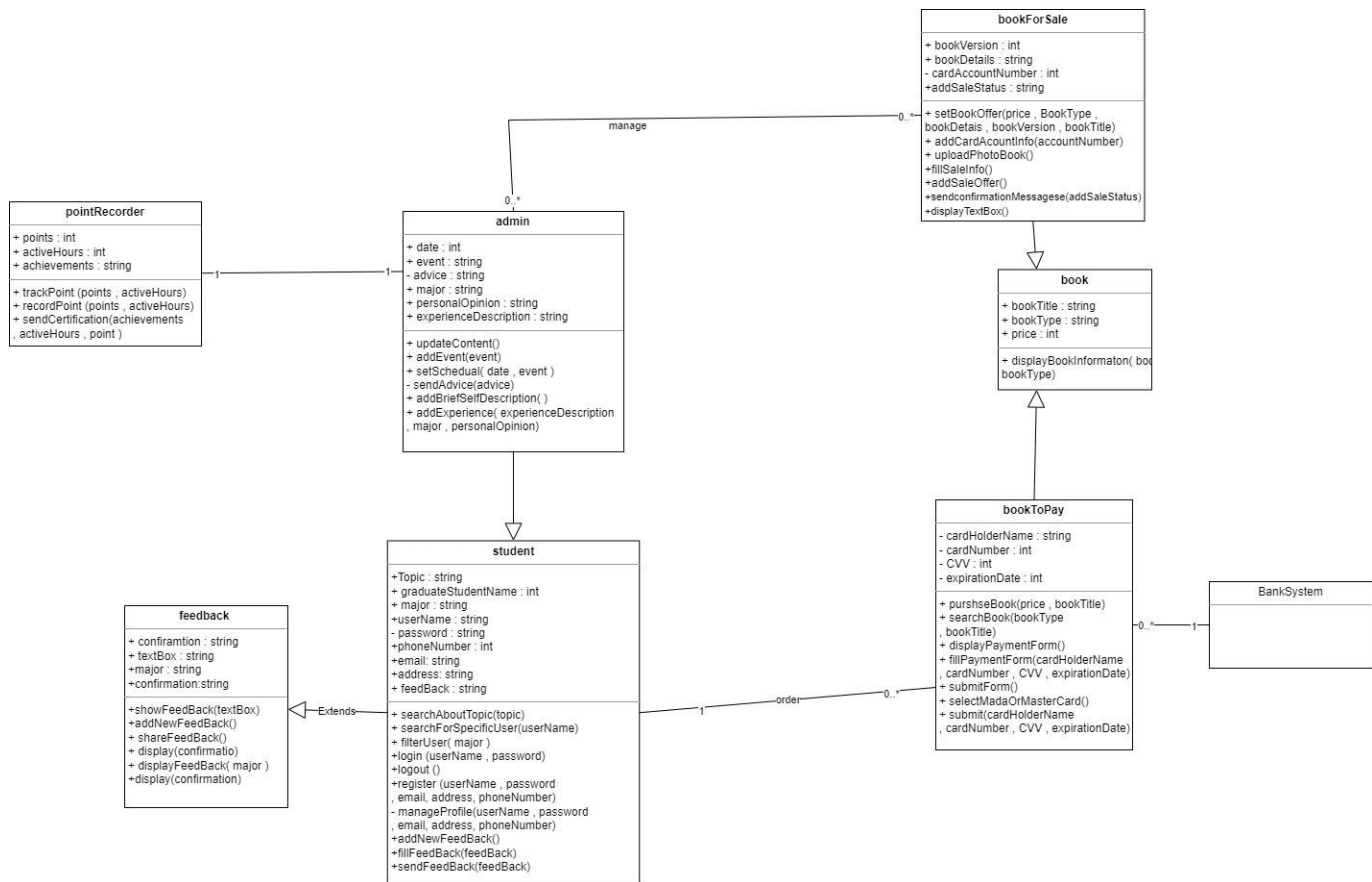 bookForSale
+ bookVersion : int
+ bookDetails : string
- cardAccountNumber : int
+addSaleStatus : string
+ setBookOffer(price , BookType ,
bookDetais , bookVersion , bookTitle)
+ addCardAcountInfo(accountNumber)
+ uploadPhotoBook()
+fillSaleInfo()
+addSaleOffer()
+sendconfirmationMessagese(addSaleStatus)
+displayTextBox()
manage
0..*
0..*
pointRecorder
+ points : int
+ activeHours : int
+ achievements : string
+ trackPoint (points , activeHours)
+ recordPoint (points , activeHours)
+ sendCertification(achievements
, activeHours , point )
1
1
admin
+ date : int
+ event : string
- advice : string
+ major : string
+ personalOpinion : string
+ experienceDescription : string
+ updateContent()
+ addEvent(event)
+ setSchedual( date , event )
- sendAdvice(advice)
+ addBriefSelfDescription( )
+ addExperience( experienceDescription
, major , personalOpinion)
book
+ bookTitle : string
+ bookType : string
+ price : int
+ displayBookInformaton( boo
bookType)
bookToPay
- cardHolderName : string
- cardNumber : int
- CVV : int
- expirationDate : int
+ purshseBook(price , bookTitle)
+ searchBook(bookType
, bookTitle)
+ displayPaymentForm()
+ fillPaymentForm(cardHolderName
, cardNumber , CVV , expirationDate)
+ submitForm()
+ selectMadaOrMasterCard()
+ submit(cardHolderName
, cardNumber , CVV , expirationDate)
0..*
1
BankSystem
student
+Topic : string
+ graduateStudentName : int
+ major : string
+userName : string
- password : string
+phoneNumber : int
+email: string
+address: string
+ feedBack : string
+ searchAboutTopic(topic)
+ searchForSpecificUser(userName)
+ filterUser( major )
+login (userName , password)
+logout ()
+register (userName , password
, email, address, phoneNumber)
- manageProfile(userName , password
, email, address, phoneNumber)
+addNewFeedBack()
+fillFeedBack(feedBack)
+sendFeedBack(feedBack)
1
order
0..*
feedback
+ confiramtion : string
+ textBox : string
+major : string
+confirmation:string
+showFeedBack(textBox)
+addNewFeedBack()
+ shareFeedBack()
+ display(confirmatio)
+ displayFeedBack( major )
+display(confirmation)
Extends